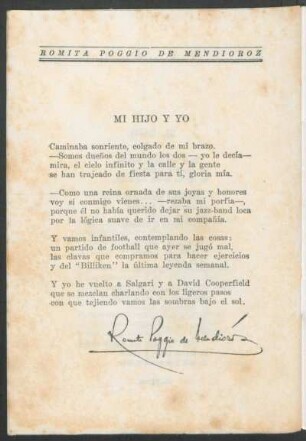 ROMITA POGGIO DE MENDIOROZ
MI HIJO Y YO
Caminaba sonriente, colgado de mi brazo.
—Somos dueños del mundo los dos — yo le decía—
mira, el cielo infinito y la calle y la gente
se han trajeado de fiesta para tí, gloria mía.
—Como una reina ornada de sus joyas y honores
voy si conmigo vienes... —rezaba mi porfía—,
porque él no había querido dejar su jazz-band loca
por la lógica suave de ir en mi compañía.
Y vamos infantiles, contemplando las cosas:
un partido de football que ayer se jugó mal,
las clavas que compramos para hacer ejercicios
y del "Billiken" la última leyenda semanal.
Y yo he vuelto a Salgari y a David Cooperfield
que se mezclan charlando con los ligeros pasos
con que tejiendo vamos las sombras bajo el sol.
Romita Poggio de Mendioroz